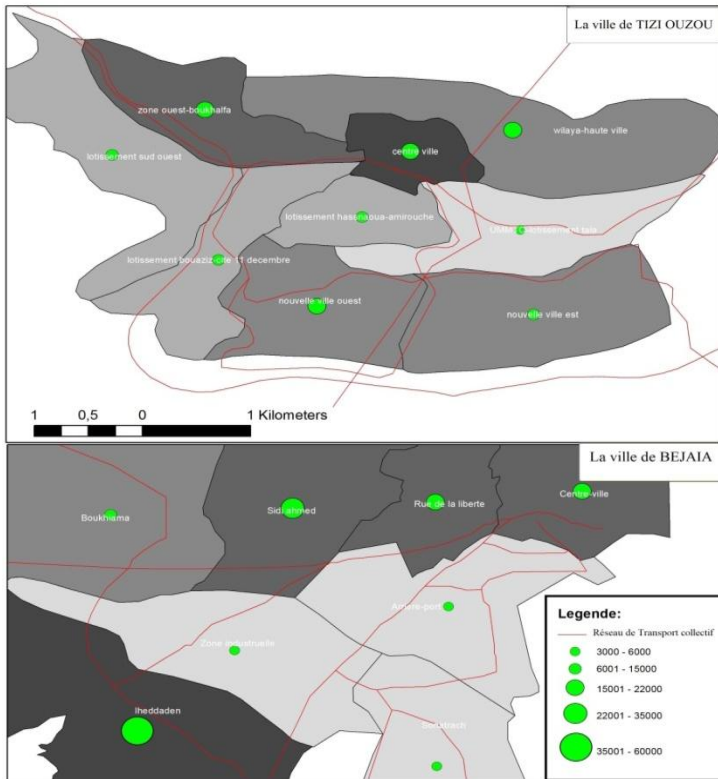 La ville de TIZI OUZOU
zone ouest-boukhalfa
wilaya-haute ville
centre ville
lotissement sud ouest
lotissement hasnaoua-amirouche
lotissement bouaziz-cite 11 decembre
nouvelle ville ouest
nouvelle ville est
1 0,5 0 1 Kilometers
La ville de BEJAIA
Centre-ville
Rue de la liberte
Sidi ahmed
Boukhiama
Arriere-port
Zone industruelle
Iheddaden
Legende:
Réseau de Transport collectif
3000 - 6000
6001 - 15000
15001 - 22000
22001 - 35000
35001 - 60000